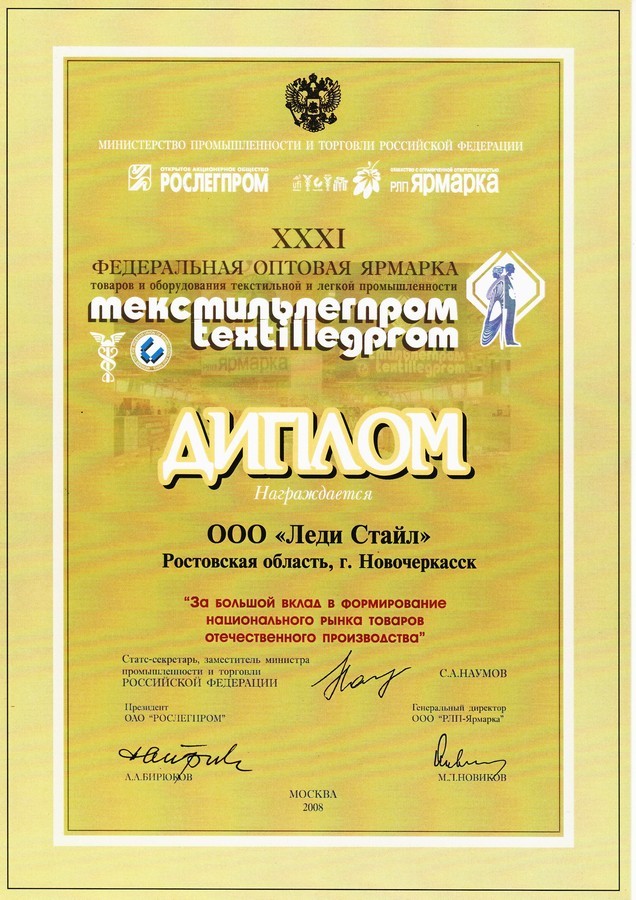 МИНИСТЕРСТВО ПРОМЫШЛЕННОСТИ И ТОРГОВЛИ РОССИЙСКОЙ ФЕДЕРАЦИИ
ОТКРЫТОЕ АКЦИОНЕРНОЕ ОБЩЕСТВО
РОСЛЕГПРОМ
ОБЩЕСТВО С ОГРАНИЧЕННОЙ ОТВЕТСТВЕННОСТЬЮ
РЛП ЯРМАРКА
XXXI
ФЕДЕРАЛЬНАЯ ОПТОВАЯ ЯРМАРКА
товаров и оборудования текстильной и легкой промышленности
текстильлегпром
textillegprom
ДИПЛОМ
Награждается
ООО «Леди Стайл»
Ростовская область, г. Новочеркасск
"За большой вклад в формирование
национального рынка товаров
отечественного производства"
Статс-секретарь, заместитель министра
промышленности и торговли
РОССИЙСКОЙ ФЕДЕРАЦИИ
С.А.НАУМОВ
Президент
ОАО "РОСЛЕГПРОМ"
Генеральный директор
ООО "РЛП-Ярмарка"
А.А.БИРЮКОВ
М.Л.НОВИКОВ
МОСКВА
2008